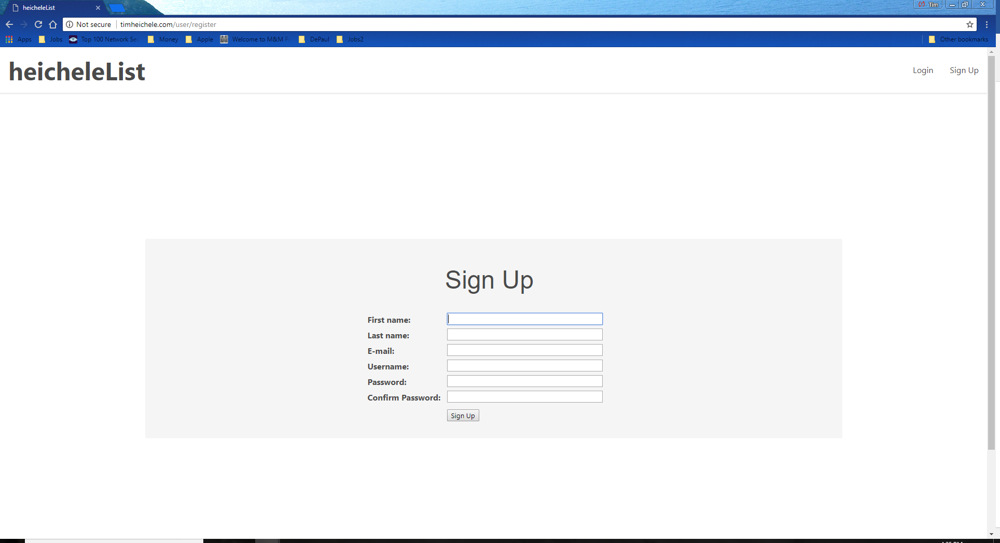 heicheleList
Tim
Not secure timheichele.com/user/register
Apps Jobs Top 100 Network Sec Money Apple Welcome to M&M P DePaul Jobs2 Other bookmarks
heicheleList
Login Sign Up
Sign Up
First name:
Last name:
E-mail:
Username:
Password:
Confirm Password:
Sign Up